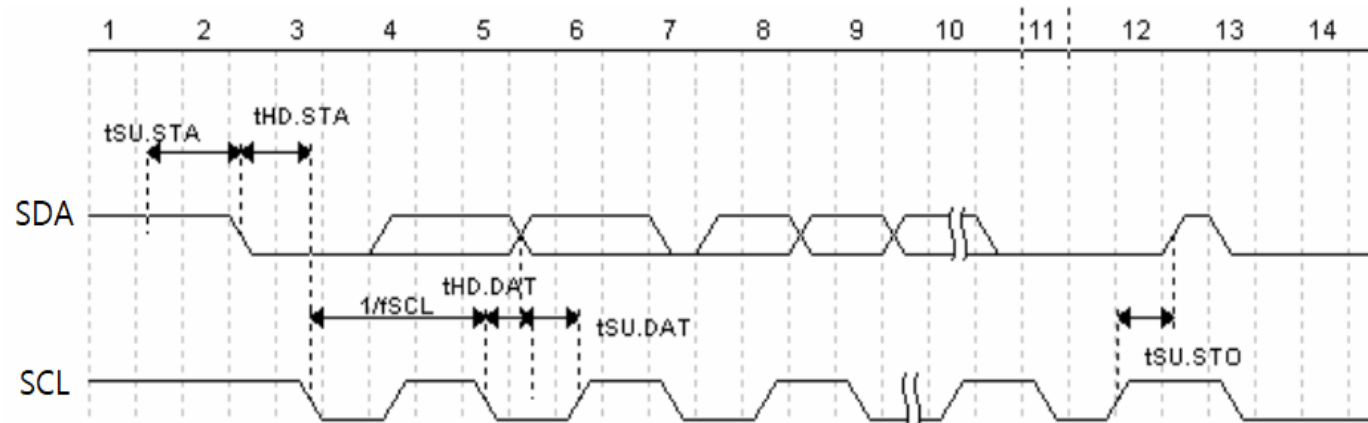 1 2 3 4 5 6 7 8 9 10 11 12 13 14
tHD.STA
tSU.STA
SDA
tHD.DAT
1/fSCL
tSU.DAT
tSU.STO
SCL